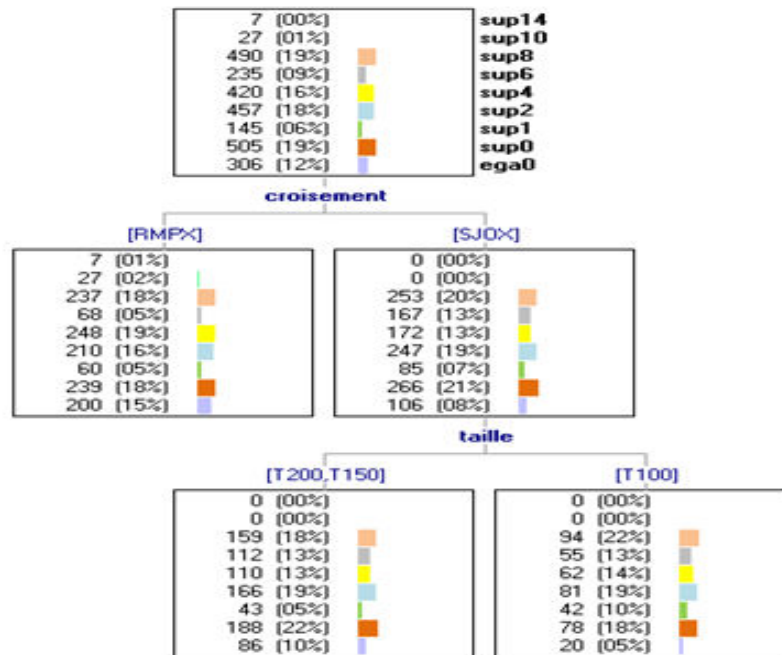 7 (00%) sup14
27 (01%) sup10
490 (19%) sup8
235 (09%) sup6
420 (16%) sup4
457 (18%) sup2
145 (06%) sup1
505 (19%) sup0
306 (12%) ega0
croisement
[RMPX] [SJOX]
7 (01%) 0 (00%)
27 (02%) 0 (00%)
237 (18%) 253 (20%)
68 (05%) 167 (13%)
248 (19%) 172 (13%)
210 (16%) 247 (19%)
60 (05%) 85 (07%)
239 (18%) 266 (21%)
200 (15%) 106 (08%)
taille
[T200,T150] [T100]
0 (00%) 0 (00%)
0 (00%) 0 (00%)
159 (18%) 94 (22%)
112 (13%) 55 (13%)
110 (13%) 62 (14%)
166 (19%) 81 (19%)
43 (05%) 42 (10%)
188 (22%) 78 (18%)
86 (10%) 20 (05%)